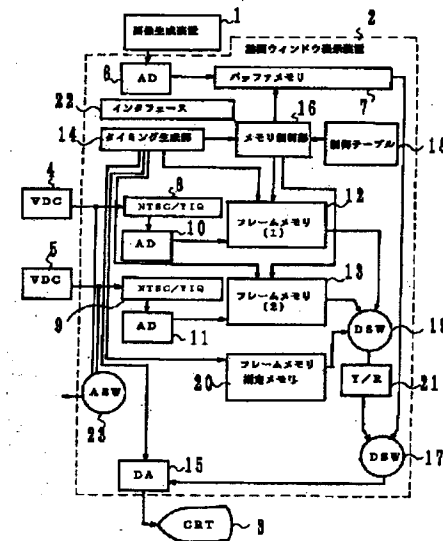 1
画像生成装置
2
動画ウィンドウ表示装置
6
AD
バッファメモリ
7
22
インタフェース
16
14
タイミング生成部
メモリ制御部
制御テーブル
18
4
VDC
8
NTSC/YIQ
12
フレームメモリ
(1)
10
AD
5
VDC
13
NTSC/YIQ
フレームメモリ
(2)
9
AD
11
DSW
19
フレームメモリ
指定メモリ
20
Y/R
21
ASW
23
DSW
17
DA
15
CRT
3